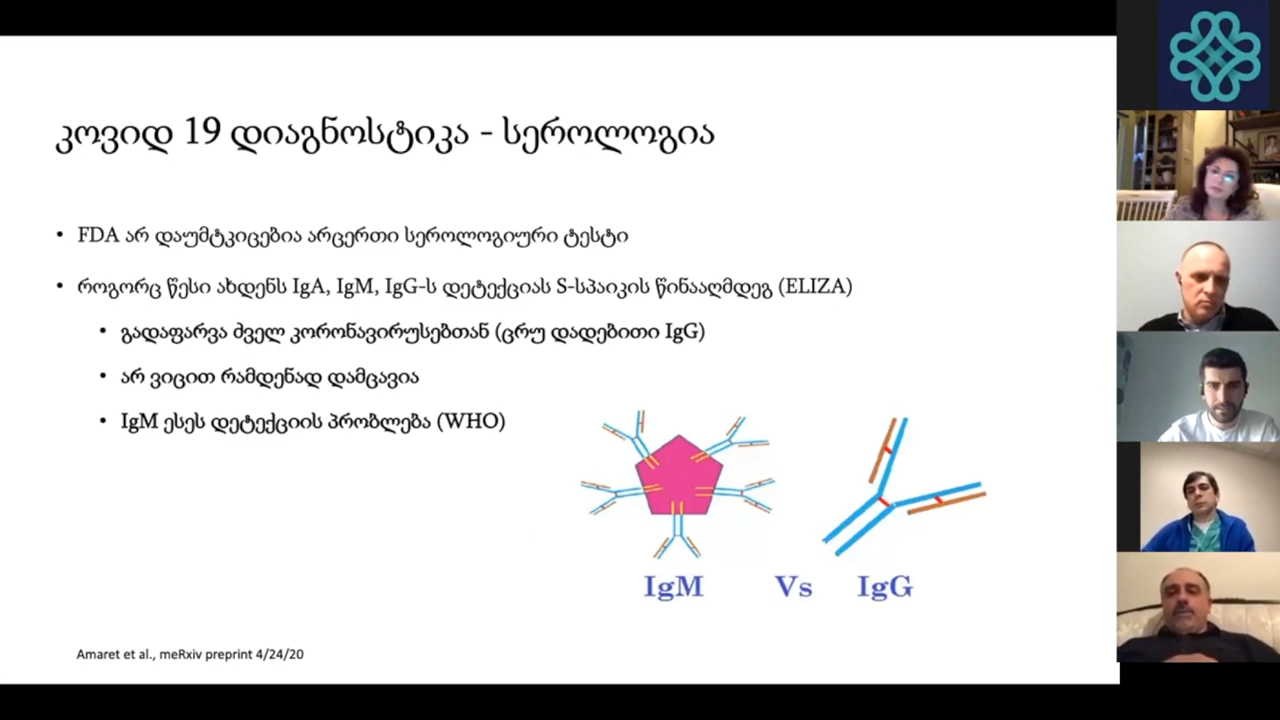 კოვიდ 19 დიაგნოსტიკა - სეროლოგია
• FDA არ დაუმტკიცებია არცერთი სეროლოგიური ტესტი
• როგორც წესი ახდენს IgA, IgM, IgG-ს დეტექციას S-სპაიკის წინააღმდეგ (ELIZA)
• გადაფარვა ძველ კორონავირუსებთან (ცრუ დადებითი IgG)
• არ ვიცით რამდენად დამცავია
• IgM ესეს დეტექციის პრობლება (WHO)
IgM Vs IgG
Amaret et al., meRxiv preprint 4/24/20